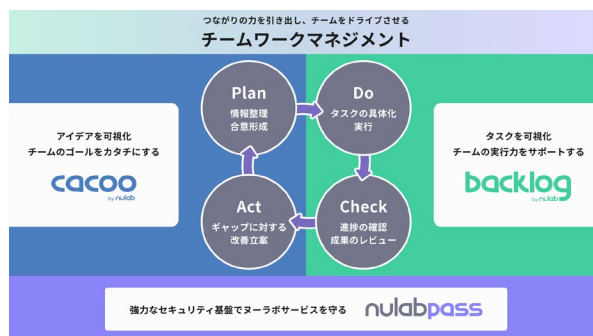 つながりの力を引き出し、チームをドライブさせる
チームワークマネジメント
アイデアを可視化
チームのゴールをカタチにする
cacoo
by nulab
Plan
情報整理
合意形成
Do
タスクの具体化
実行
Act
ギャップに対する
改善立案
Check
進捗の確認
成果のレビュー
タスクを可視化
チームの実行力をサポートする
backlog
by nulab
強力なセキュリティ基盤でヌーラボサービスを守る nulabpass